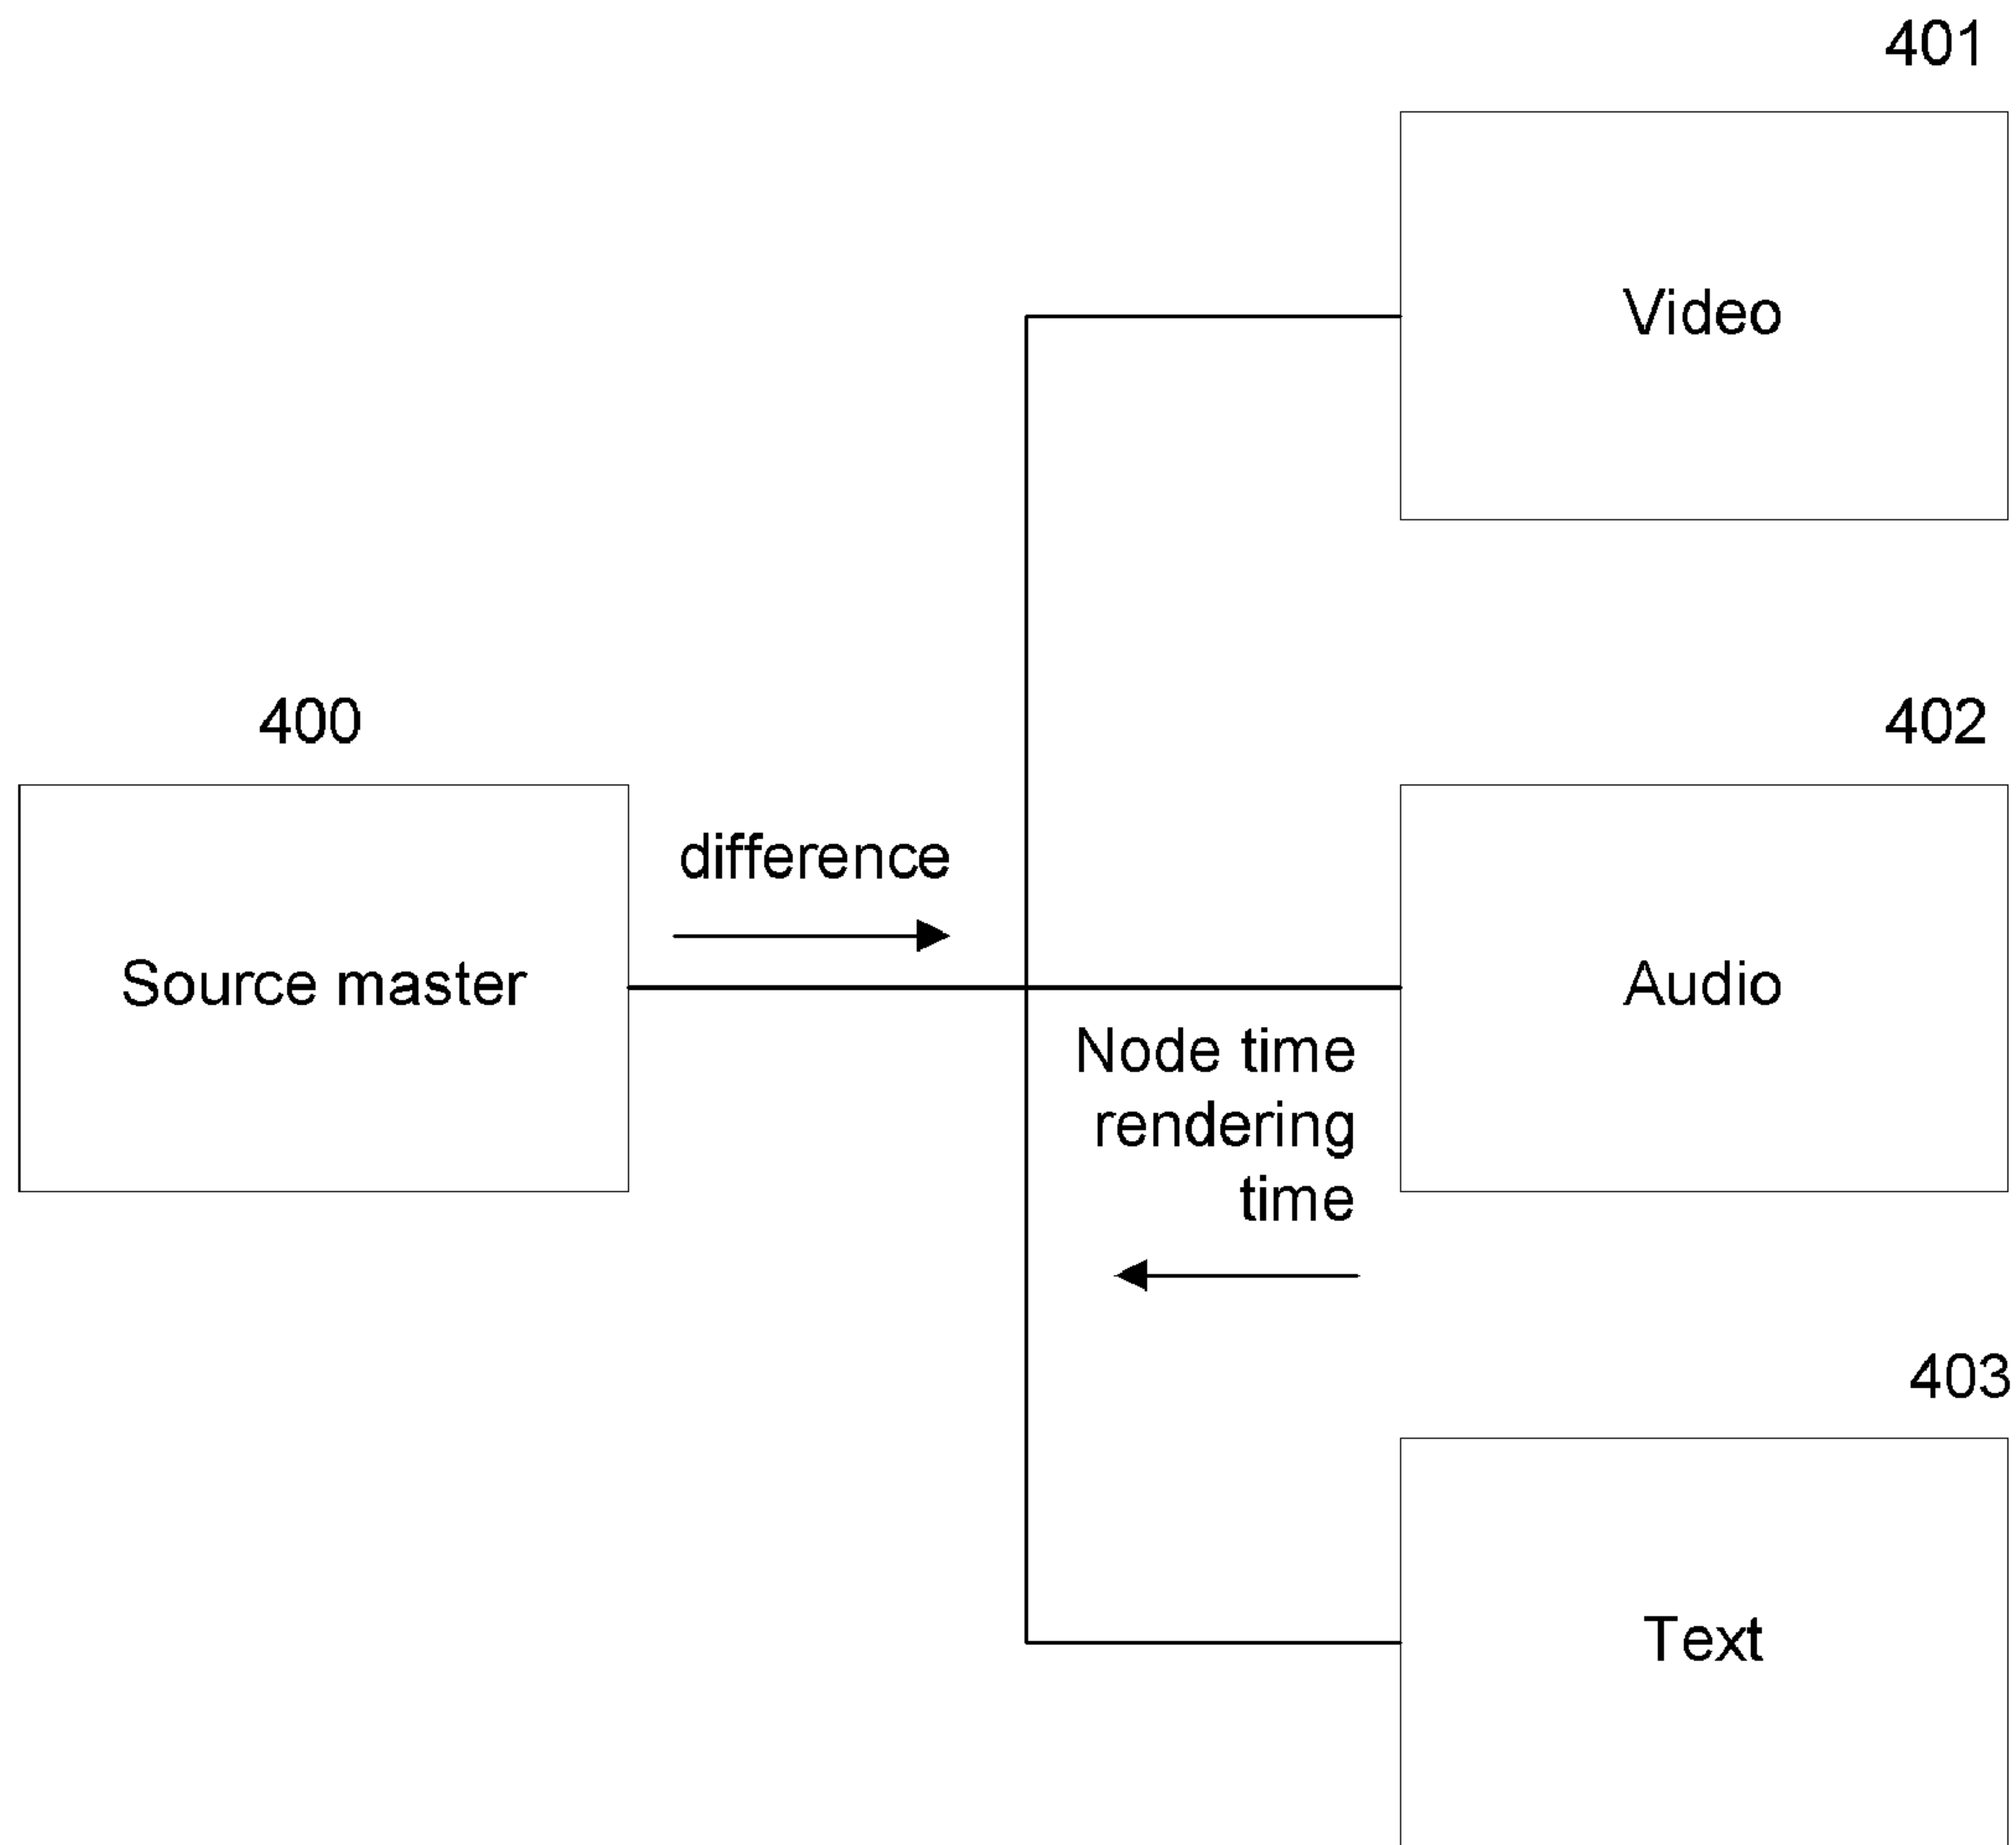 401
Video
400
402
difference
Source master
Audio
Node time
rendering
time
403
Text